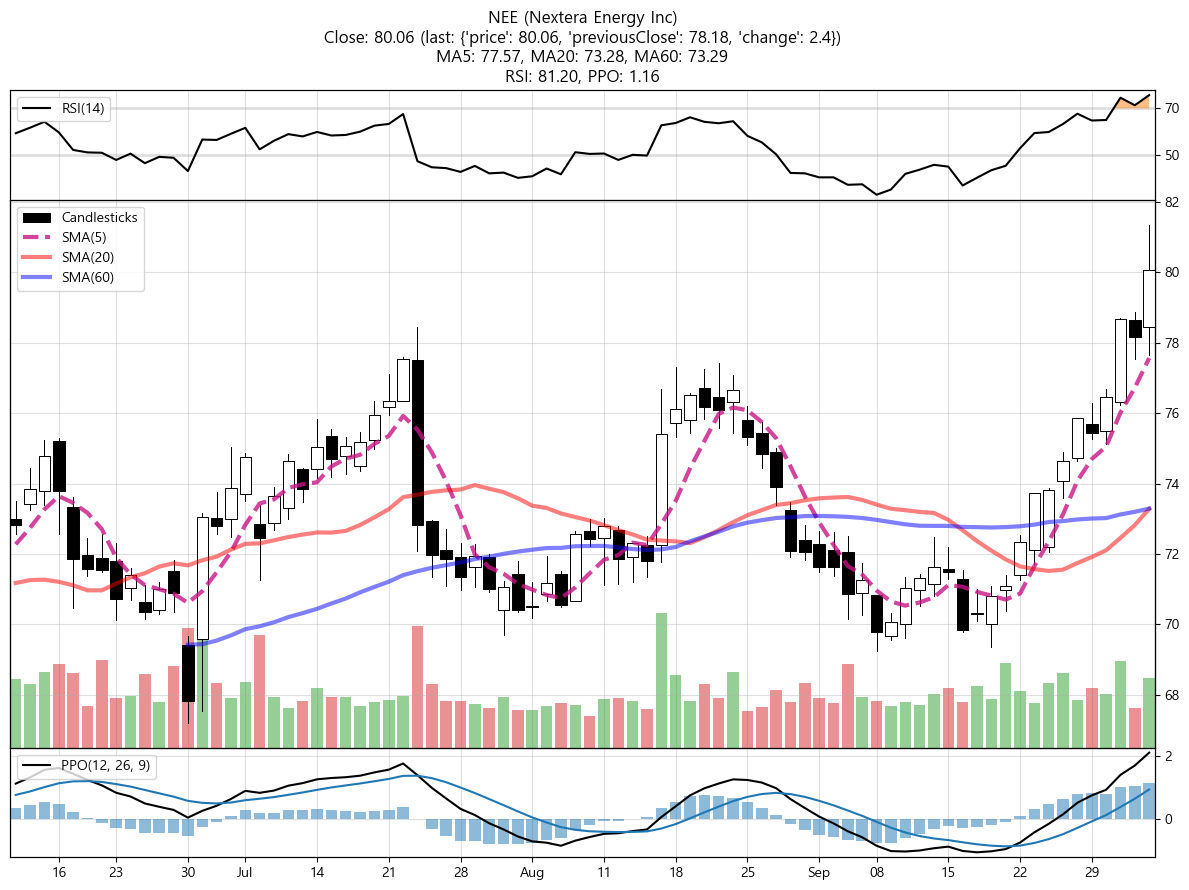 NEE (Nextera Energy Inc)
Close: 80.06 (last: {'price': 80.06, 'previousClose': 78.18, 'change': 2.4})
MA5: 77.57, MA20: 73.28, MA60: 73.29
RSI: 81.20, PPO: 1.16
RSI(14)
70
50
Candlesticks
SMA(5)
SMA(20)
SMA(60)
82
80
78
76
74
72
70
68
PPO(12, 26, 9)
2
0
16 23 30 Jul 14 21 28 Aug 11 18 25 Sep 08 15 22 29